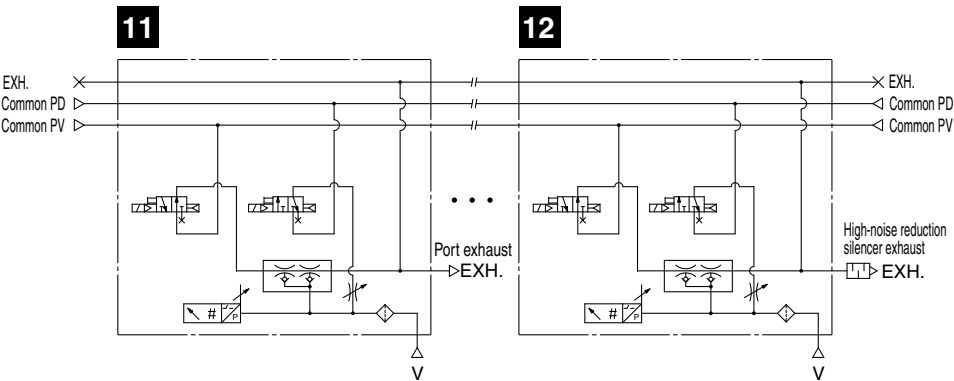 11
12
EXH.
EXH.
Common PD
Common PD
Common PV
Common PV
Port exhaust
EXH.
High-noise reduction
silencer exhaust
EXH.
#
P
#
P
V
V